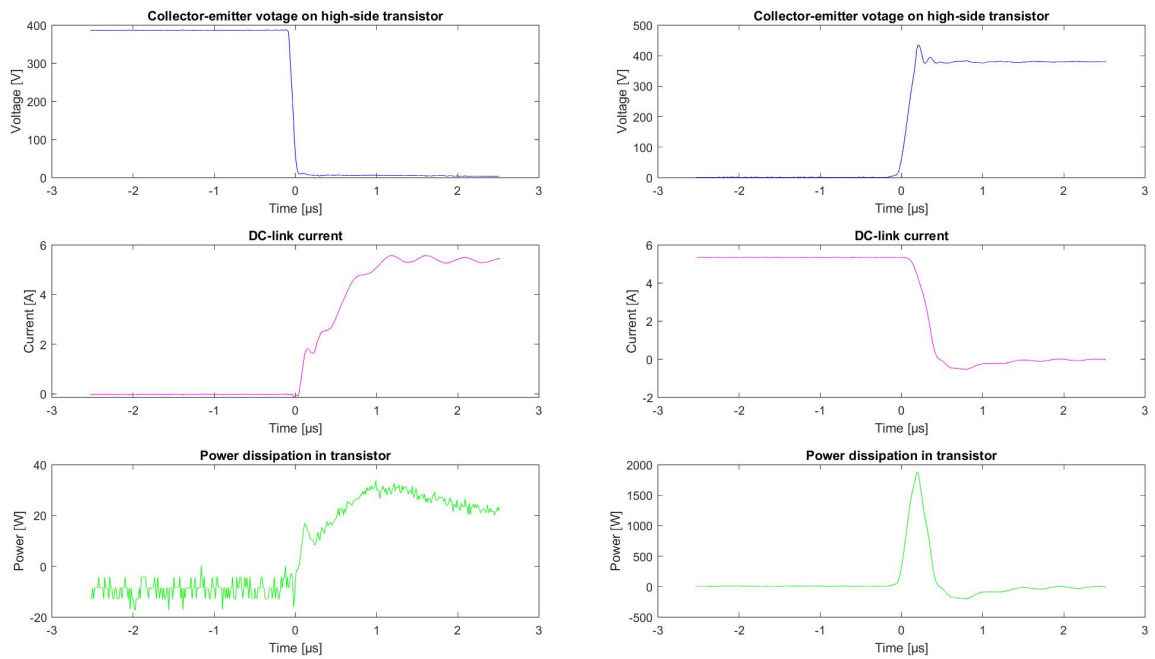 Collector-emitter votage on high-side transistor
400
300
200
100
0
Voltage [V]
-3 -2 -1 0 1 2 3
Time [µs]
Collector-emitter votage on high-side transistor
500
400
300
200
100
0
Voltage [V]
-3 -2 -1 0 1 2 3
Time [µs]
DC-link current
6
4
2
0
Current [A]
-3 -2 -1 0 1 2 3
Time [µs]
DC-link current
6
4
2
0
-2
Current [A]
-3 -2 -1 0 1 2 3
Time [µs]
Power dissipation in transistor
40
20
0
-20
Power [W]
-3 -2 -1 0 1 2 3
Time [µs]
Power dissipation in transistor
2000
1500
1000
500
0
-500
Power [W]
-3 -2 -1 0 1 2 3
Time [µs]